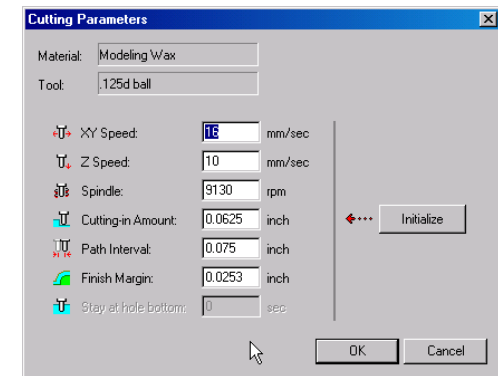 Cutting Parameters
Material: Modeling Wax
Tool: .125d ball
XY Speed: 16 mm/sec
Z Speed: 10 mm/sec
Spindle: 9130 rpm
Cutting-in Amount: 0.0625 inch
Initialize
Path Interval: 0.075 inch
Finish Margin: 0.0253 inch
Stay at hole bottom: 0 sec
OK Cancel